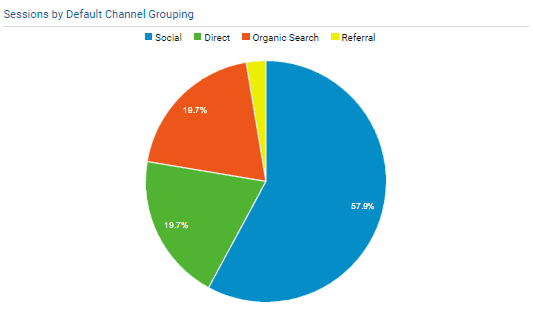 Sessions by Default Channel Grouping
Social Direct Organic Search Referral
19.7%
57.9%
19.7%